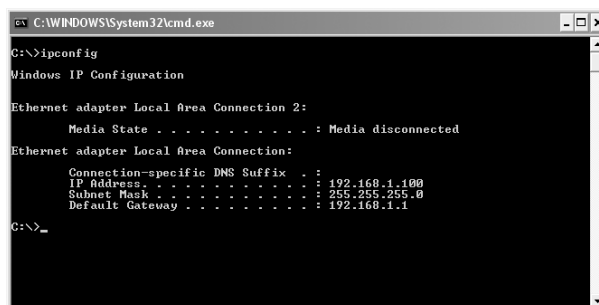 C:\WINDOWS\System32\cmd.exe
C:\>ipconfig
Windows IP Configuration
Ethernet adapter Local Area Connection 2:
Media State . . . . . . . . . . . : Media disconnected
Ethernet adapter Local Area Connection:
Connection-specific DNS Suffix  . :
IP Address. . . . . . . . . . . . : 192.168.1.100
Subnet Mask . . . . . . . . . . . : 255.255.255.0
Default Gateway . . . . . . . . . : 192.168.1.1
C:\>_